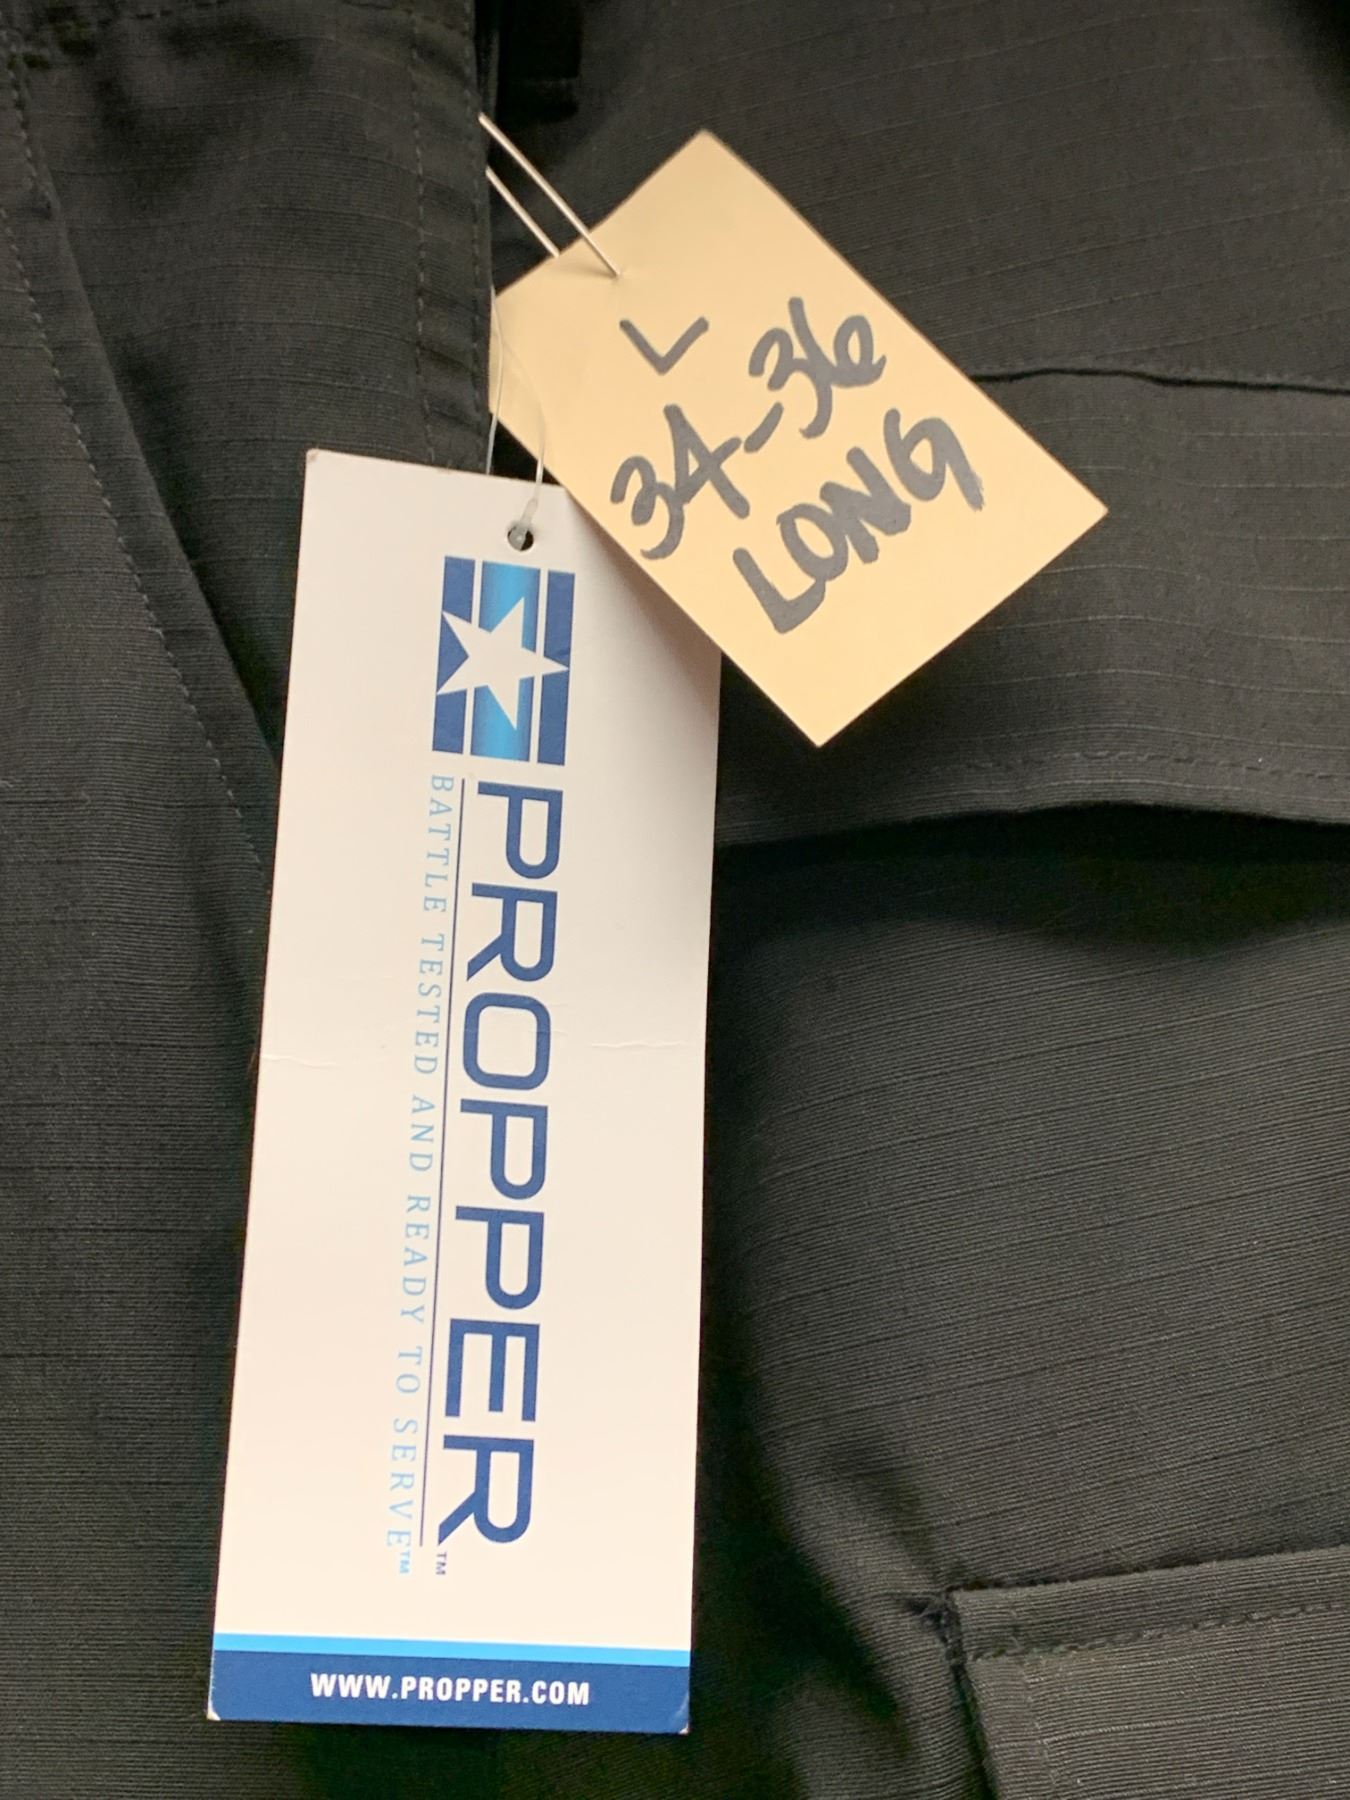 L
34-36
LONG
PROPPER™
BATTLE TESTED AND READY TO SERVE™
WWW.PROPPER.COM